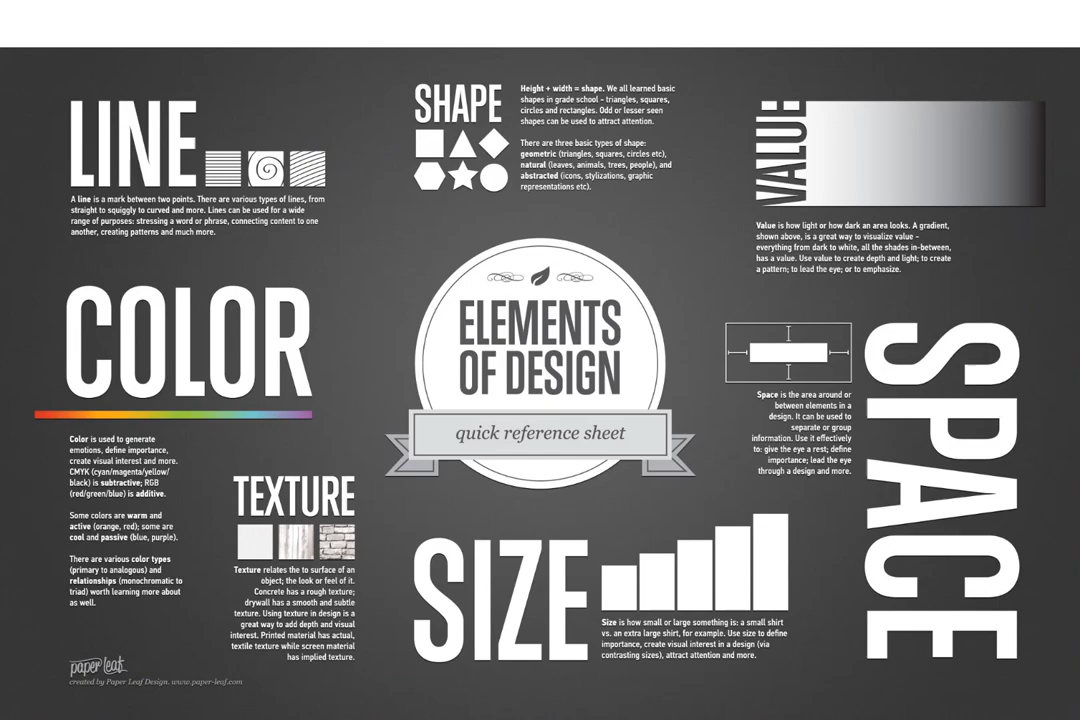 LINE
A line is a mark between two points. There are various types of lines, from
straight to squiggly to curved and more. Lines can be used for a wide
range of purposes: stressing a word or phrase, connecting content to one
another, creating patterns and much more.
SHAPE
Height + width = shape. We all learned basic
shapes in grade school - triangles, squares,
circles and rectangles. Odd or lesser seen
shapes can be used to attract attention.
There are three basic types of shape:
geometric (triangles, squares, circles etc),
natural (leaves, animals, trees, people), and
abstracted (icons, stylizations, graphic
representations etc).
VALUE
Value is how light or how dark an area looks. A gradient,
shown above, is a great way to visualize value -
everything from dark to white, all the shades in-between,
has a value. Use value to create depth and light; to create
a pattern; to lead the eye; or to emphasize.
COLOR
Color is used to generate
emotions, define importance,
create visual interest and more.
CMYK (cyan/magenta/yellow/
black) is subtractive; RGB
(red/green/blue) is additive.
Some colors are warm and
active (orange, red); some are
cool and passive (blue, purple).
There are various color types
(primary to analogous) and
relationships (monochromatic to
triad) worth learning more about
as well.
ELEMENTS
OF DESIGN
quick reference sheet
SPACE
Space is the area around or
between elements in a
design. It can be used to
separate or group
information. Use it effectively
to: give the eye a rest; define
importance; lead the eye
through a design and more.
TEXTURE
Texture relates the to surface of an
object; the look or feel of it.
Concrete has a rough texture;
drywall has a smooth and subtle
texture. Using texture in design is a
great way to add depth and visual
interest. Printed material has actual,
textile texture while screen material
has implied texture.
SIZE
Size is how small or large something is: a small shirt
vs. an extra large shirt, for example. Use size to define
importance, create visual interest in a design (via
contrasting sizes), attract attention and more.
paper leaf
created by Paper Leaf Design. www.paper-leaf.com